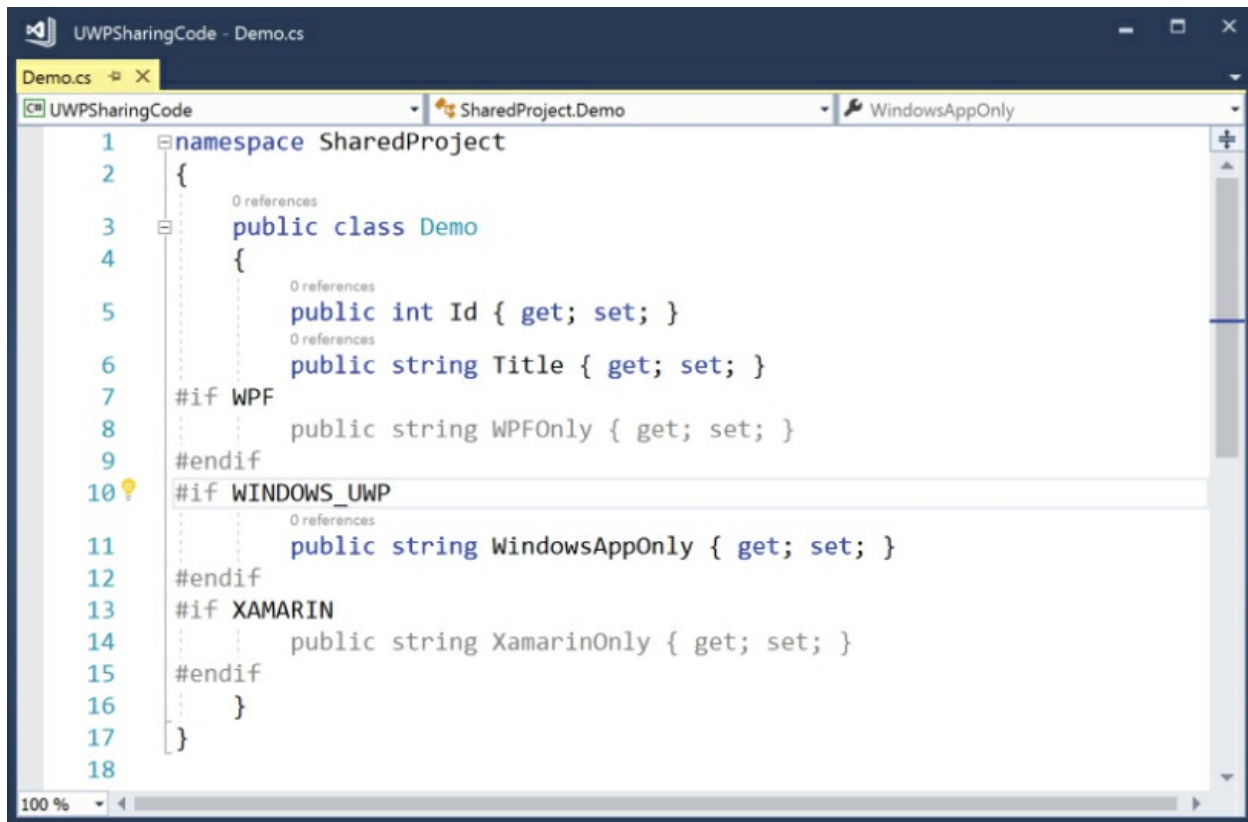 UWPSharingCode - Demo.cs
Demo.cs
C# UWPSharingCode SharedProject.Demo WindowsAppOnly
1 namespace SharedProject
2 {
0 references
3 public class Demo
4 {
0 references
5 public int Id { get; set; }
0 references
6 public string Title { get; set; }
7 #if WPF
8 public string WPFOnly { get; set; }
9 #endif
10 #if WINDOWS_UWP
0 references
11 public string WindowsAppOnly { get; set; }
12 #endif
13 #if XAMARIN
14 public string XamarinOnly { get; set; }
15 #endif
16 }
17 }
18
100 %